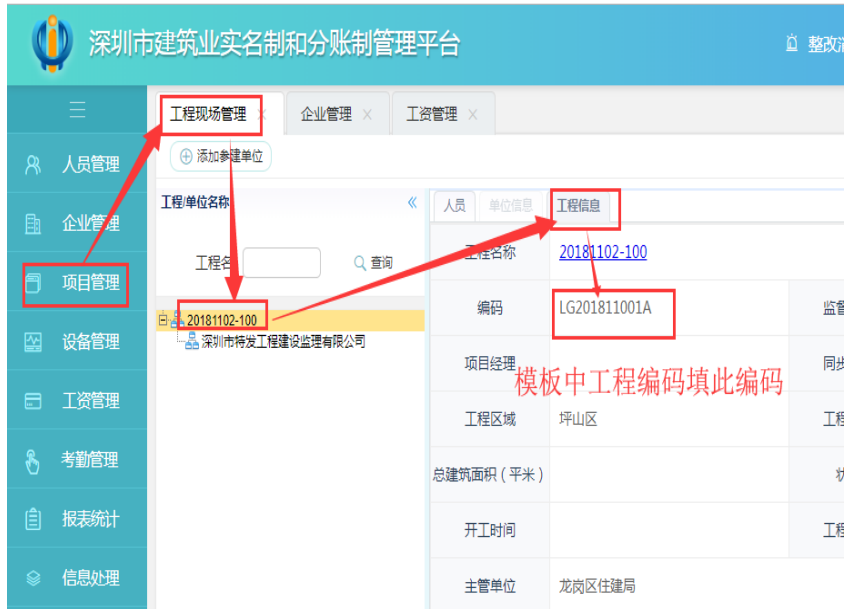 深圳市建筑业实名制和分账制管理平台
整改
工程现场管理
企业管理
工资管理
人员管理
企业管理
项目管理
设备管理
工资管理
考勤管理
报表统计
信息处理
添加参建单位
工程/单位名称
工程名
查询
20181102-100
深圳市特发工程建设监理有限公司
人员 单位信息 工程信息
工程名称 20181102-100
编码 LG201811001A 监督
项目经理 同步
模板中工程编码填此编码
工程区域 坪山区 工程
总建筑面积（平米） 状
开工时间 工程
主管单位 龙岗区住建局